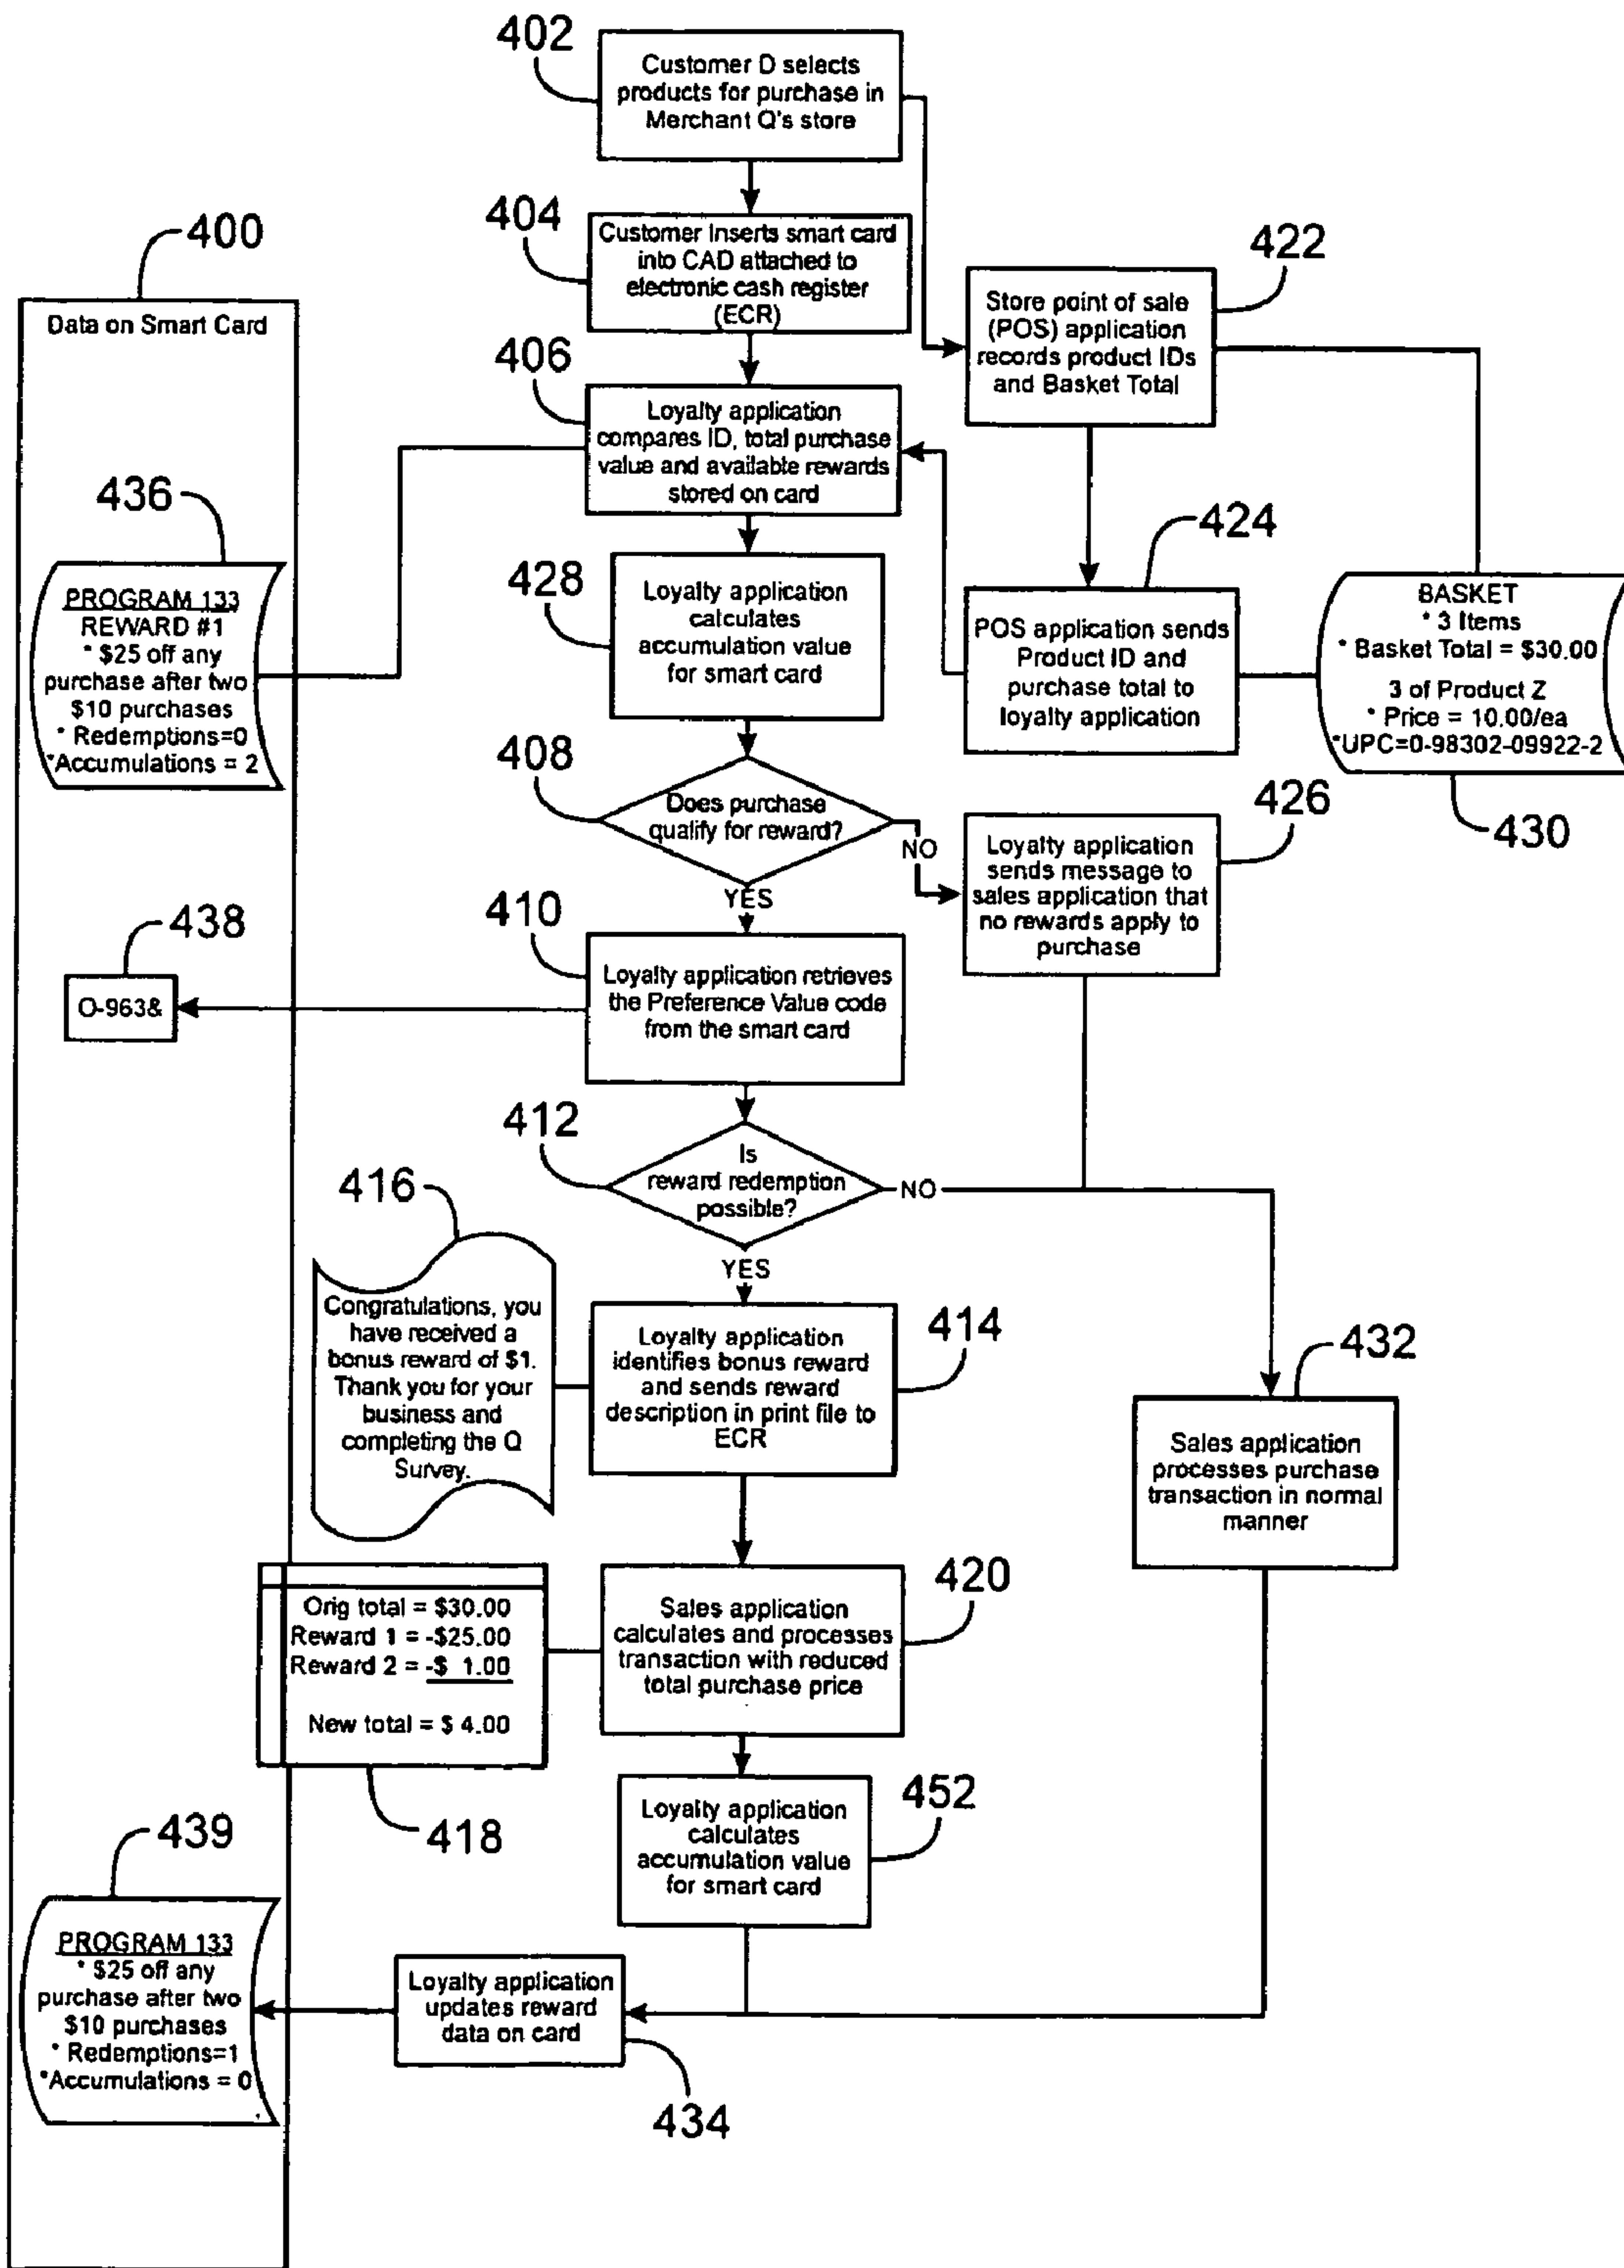 402
Customer D selects
products for purchase in
Merchant Q's store
404
Customer Inserts smart card
into CAD attached to
electronic cash register
(ECR)
400
Data on Smart Card
422
Store point of sale
(POS) application
records product IDs
and Basket Total
406
Loyalty application
compares ID, total purchase
value and available rewards
stored on card
436
PROGRAM 133
REWARD #1
* $25 off any
purchase after two
$10 purchases
* Redemptions=0
*Accumulations = 2
428
Loyalty application
calculates
accumulation value
for smart card
424
POS application sends
Product ID and
purchase total to
loyalty application
BASKET
* 3 Items
* Basket Total = $30.00
3 of Product Z
* Price = 10.00/ea
*UPC=0-98302-09922-2
430
408
Does purchase
qualify for reward?
NO
YES
426
Loyalty application
sends message to
sales application that
no rewards apply to
purchase
438
O-963&
410
Loyalty application retrieves
the Preference Value code
from the smart card
412
Is
reward redemption
possible?
NO
YES
416
Congratulations, you
have received a
bonus reward of $1.
Thank you for your
business and
completing the Q
Survey.
414
Loyalty application
identifies bonus reward
and sends reward
description in print file to
ECR
432
Sales application
processes purchase
transaction in normal
manner
420
Sales application
calculates and processes
transaction with reduced
total purchase price
Orig total = $30.00
Reward 1 = -$25.00
Reward 2 = -$ 1.00
New total = $ 4.00
418
452
Loyalty application
calculates
accumulation value
for smart card
439
PROGRAM 133
* $25 off any
purchase after two
$10 purchases
* Redemptions=1
*Accumulations = 0
Loyalty application
updates reward
data on card
434